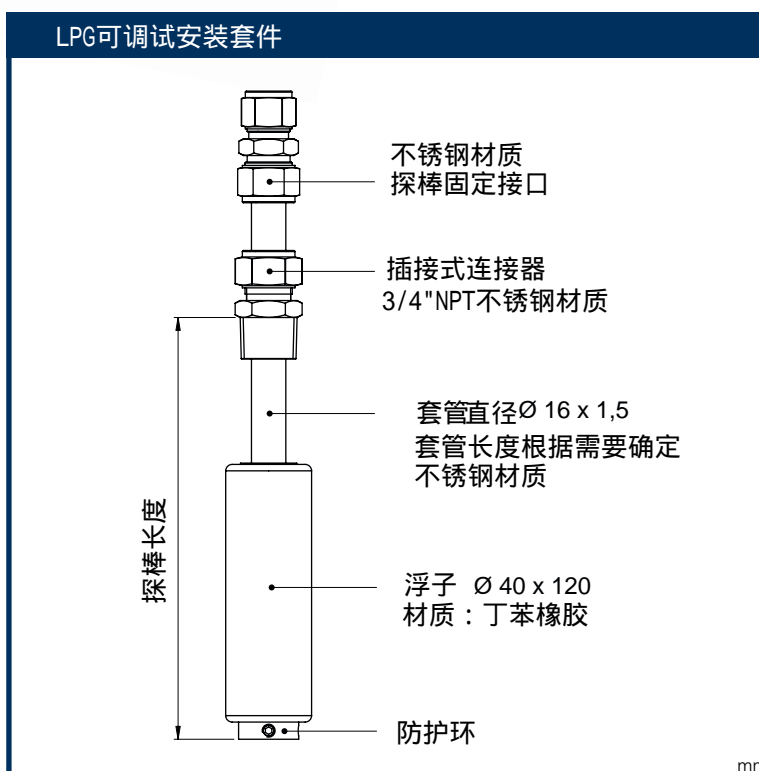 LPG可调试安装套件
不锈钢材质
探棒固定接口
插接式连接器
3/4"NPT不锈钢材质
套管直径Ø 16 x 1,5
套管长度根据需要确定
不锈钢材质
探棒长度
浮子 Ø 40 x 120
材质：丁苯橡胶
防护环